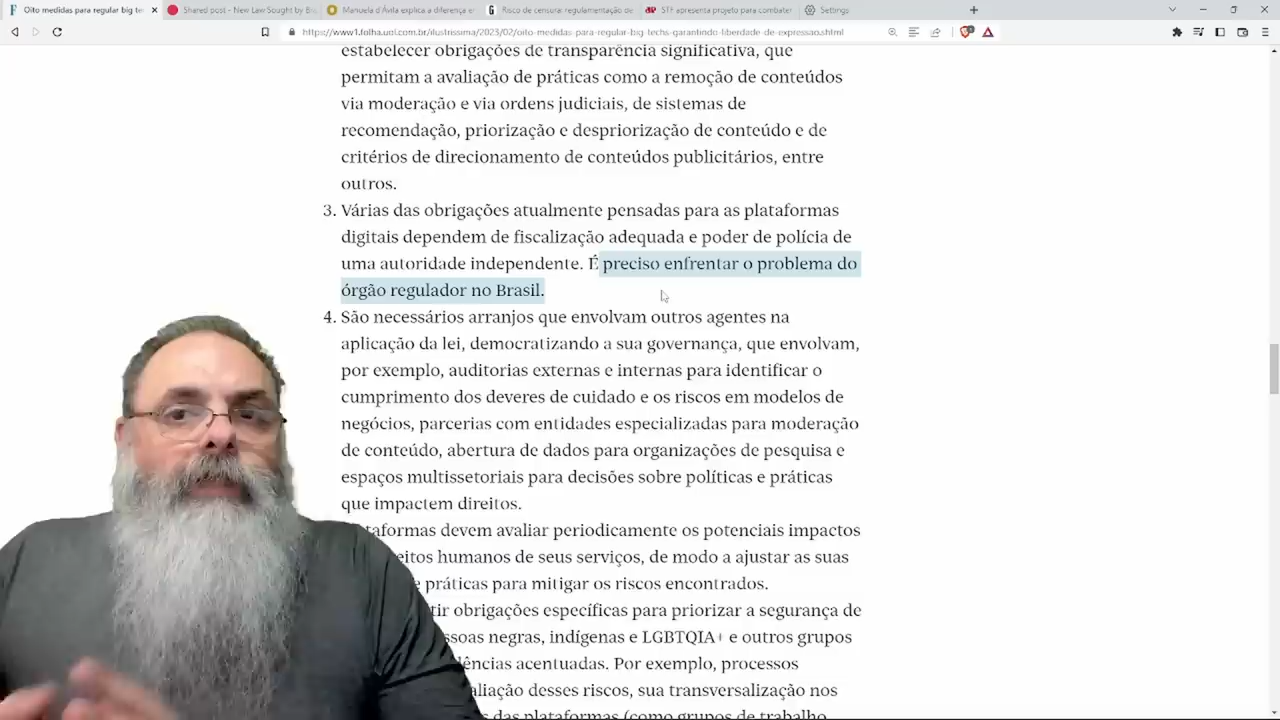 Oito medidas para regular big te
Shared post - New Law Sought by Br
Manuela d'Ávila explica a diferença e
Risco de censura: regulamentação de
STF apresenta projeto para combater
Settings
https://www1.folha.uol.com.br/ilustrissima/2023/02/oito-medidas-para-regular-big-techs-garantindo-liberdade-de-expressao.shtml
estabelecer obrigações de transparência significativa, que
permitam a avaliação de práticas como a remoção de conteúdos
via moderação e via ordens judiciais, de sistemas de
recomendação, priorização e despriorização de conteúdo e de
critérios de direcionamento de conteúdos publicitários, entre
outros.
3. Várias das obrigações atualmente pensadas para as plataformas
digitais dependem de fiscalização adequada e poder de polícia de
uma autoridade independente. É preciso enfrentar o problema do
órgão regulador no Brasil.
4. São necessários arranjos que envolvam outros agentes na
aplicação da lei, democratizando a sua governança, que envolvam,
por exemplo, auditorias externas e internas para identificar o
cumprimento dos deveres de cuidado e os riscos em modelos de
negócios, parcerias com entidades especializadas para moderação
de conteúdo, abertura de dados para organizações de pesquisa e
espaços multissetoriais para decisões sobre políticas e práticas
que impactem direitos.
taformas devem avaliar periodicamente os potenciais impactos
eitos humanos de seus serviços, de modo a ajustar as suas
e práticas para mitigar os riscos encontrados.
tir obrigações específicas para priorizar a segurança de
ssoas negras, indígenas e LGBTQIA+ e outros grupos
lências acentuadas. Por exemplo, processos
aliação desses riscos, sua transversalização nos
s das plataformas (como grupos de trabalho